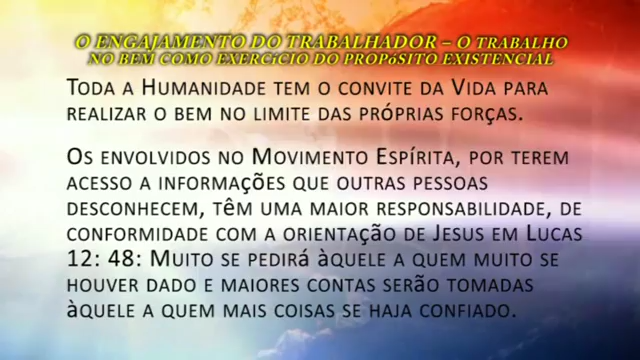 O ENGAJAMENTO DO TRABALHADOR – O TRABALHO
NO BEM COMO EXERCíCIO DO PROPóSITO EXISTENCIAL
TODA A HUMANIDADE TEM O CONVITE DA VIDA PARA
REALIZAR O BEM NO LIMITE DAS PRóPRIAS FORçAS.
OS ENVOLVIDOS NO MOVIMENTO ESPÍRITA, POR TEREM
ACESSO A INFORMAçõES QUE OUTRAS PESSOAS
DESCONHECEM, TêM UMA MAIOR RESPONSABILIDADE, DE
CONFORMIDADE COM A ORIENTAçãO DE JESUS EM LUCAS
12: 48: MUITO SE PEDIRá àQUELE A QUEM MUITO SE
HOUVER DADO E MAIORES CONTAS SERãO TOMADAS
àQUELE A QUEM MAIS COISAS SE HAJA CONFIADO.